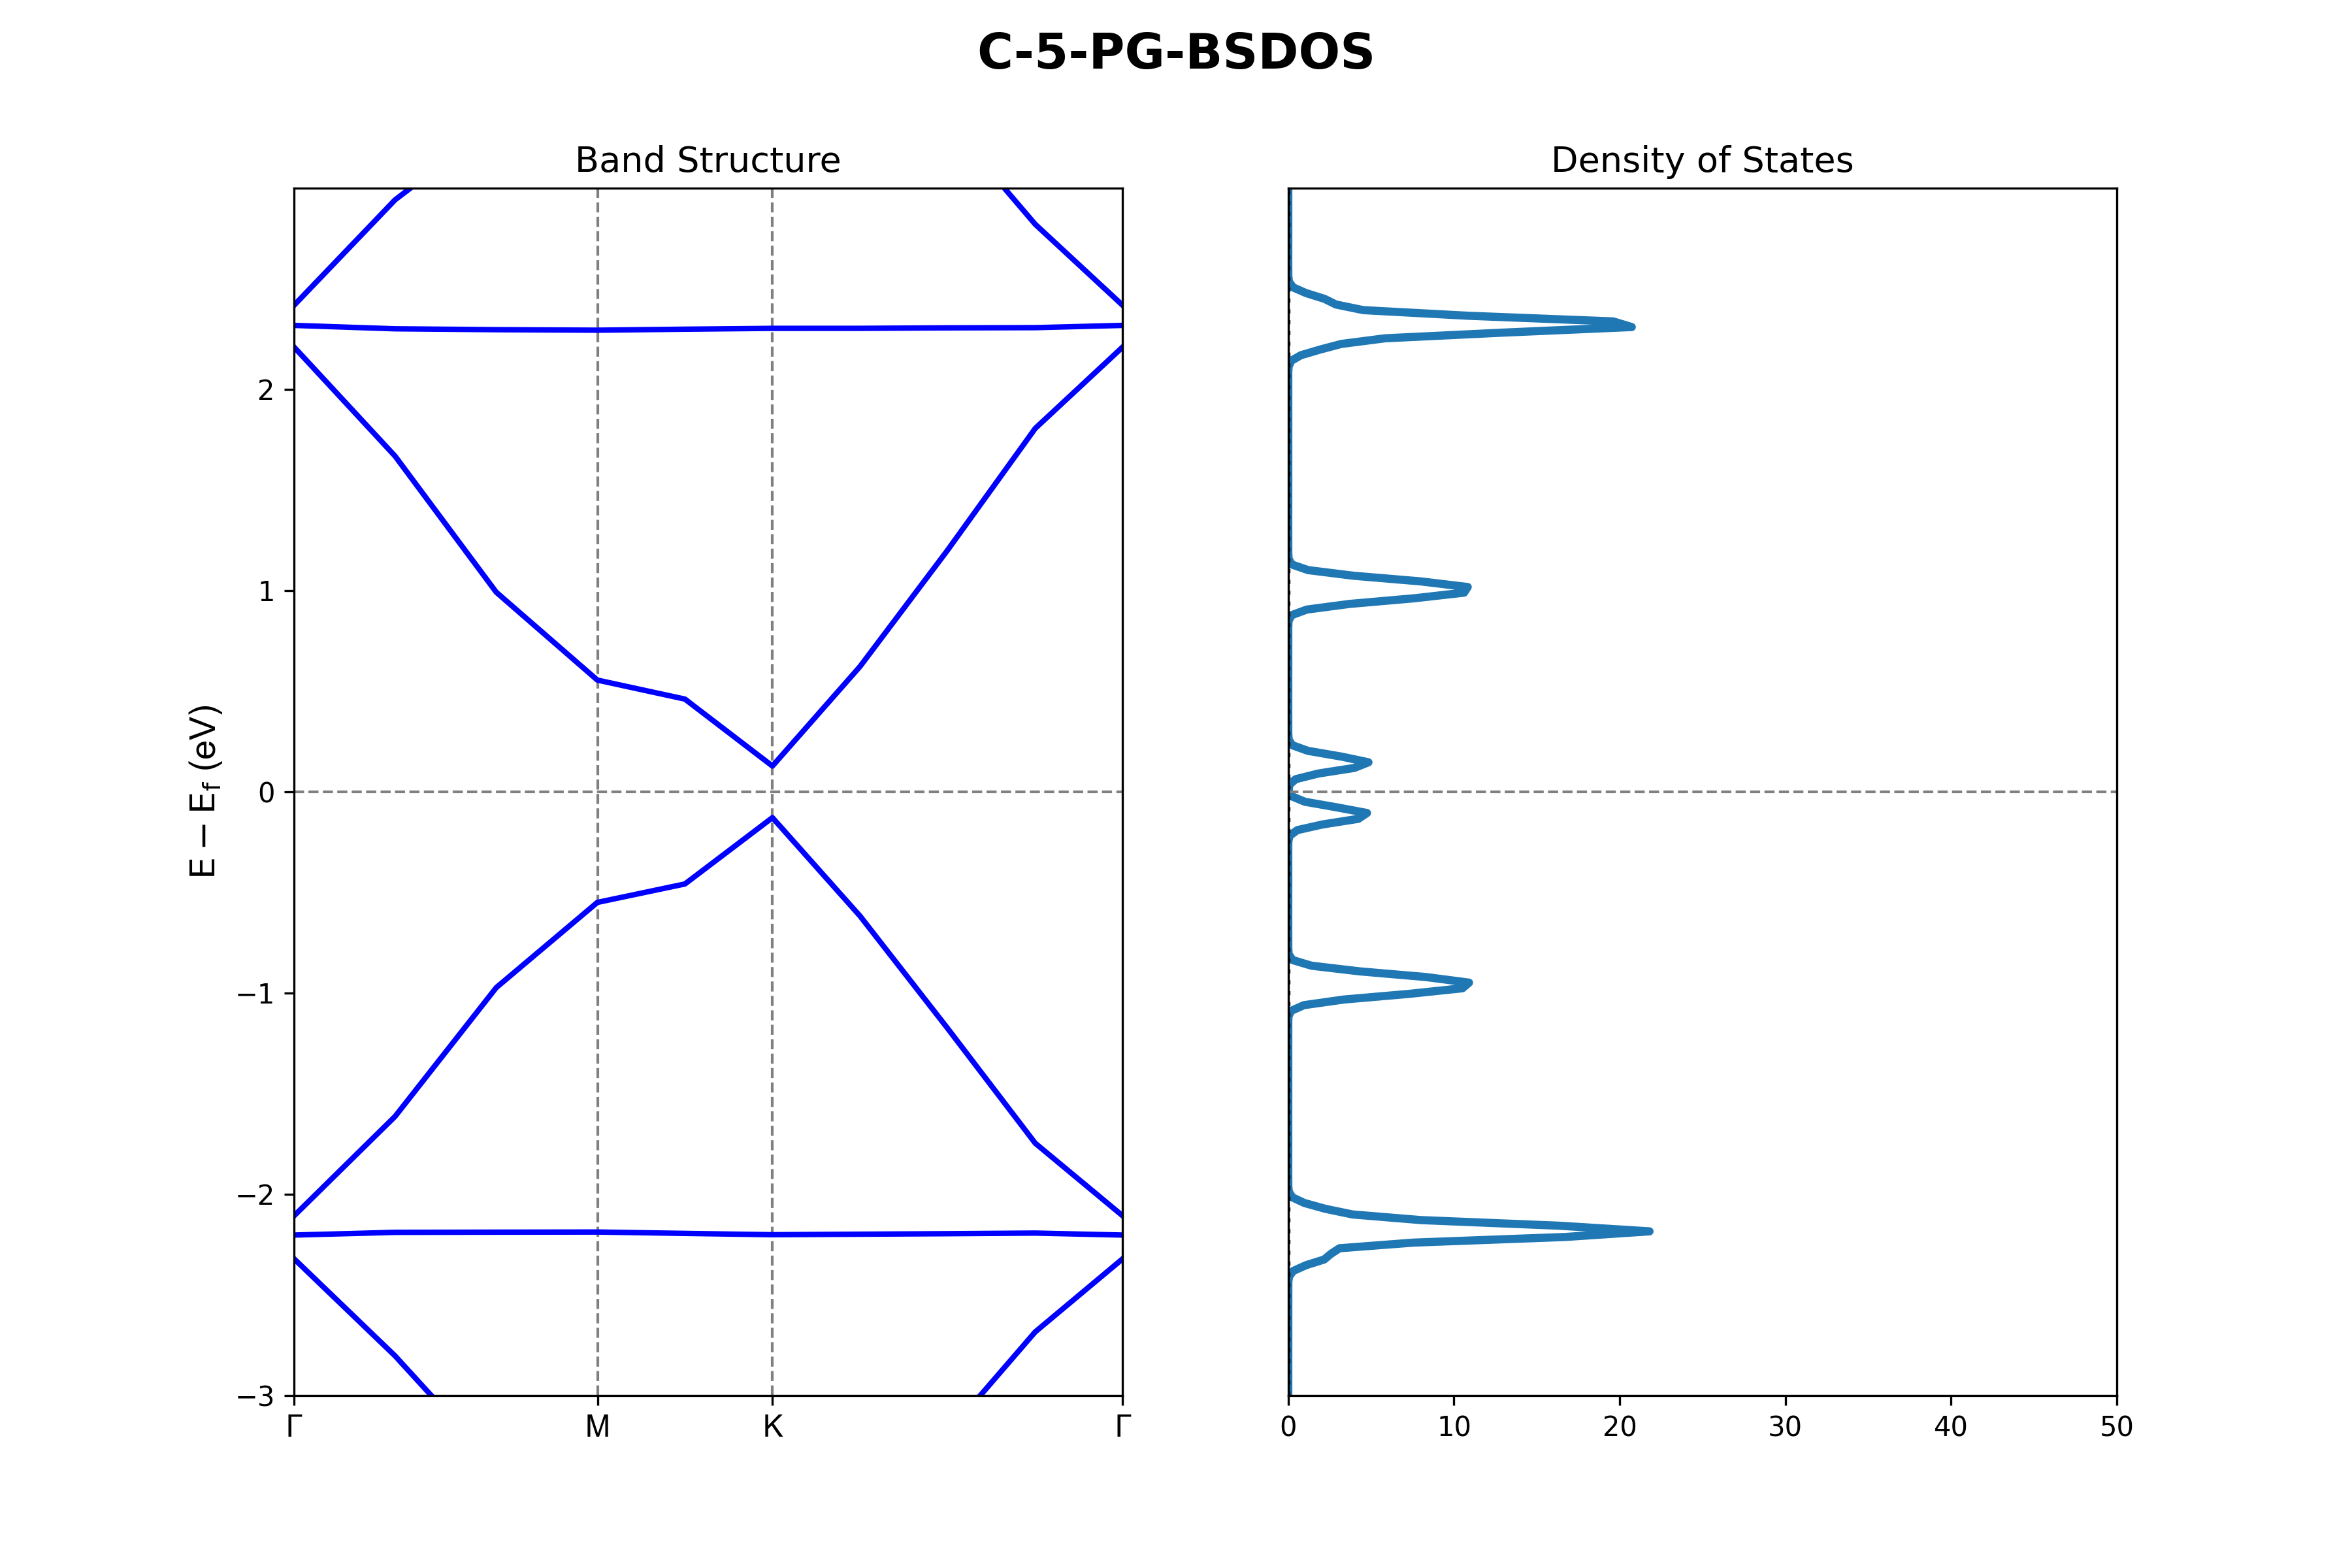 C-5-PG-BSDOS
Band Structure
Density of States
E − E_f (eV)
2
1
0
−1
−2
−3
Γ M K Γ
0 10 20 30 40 50